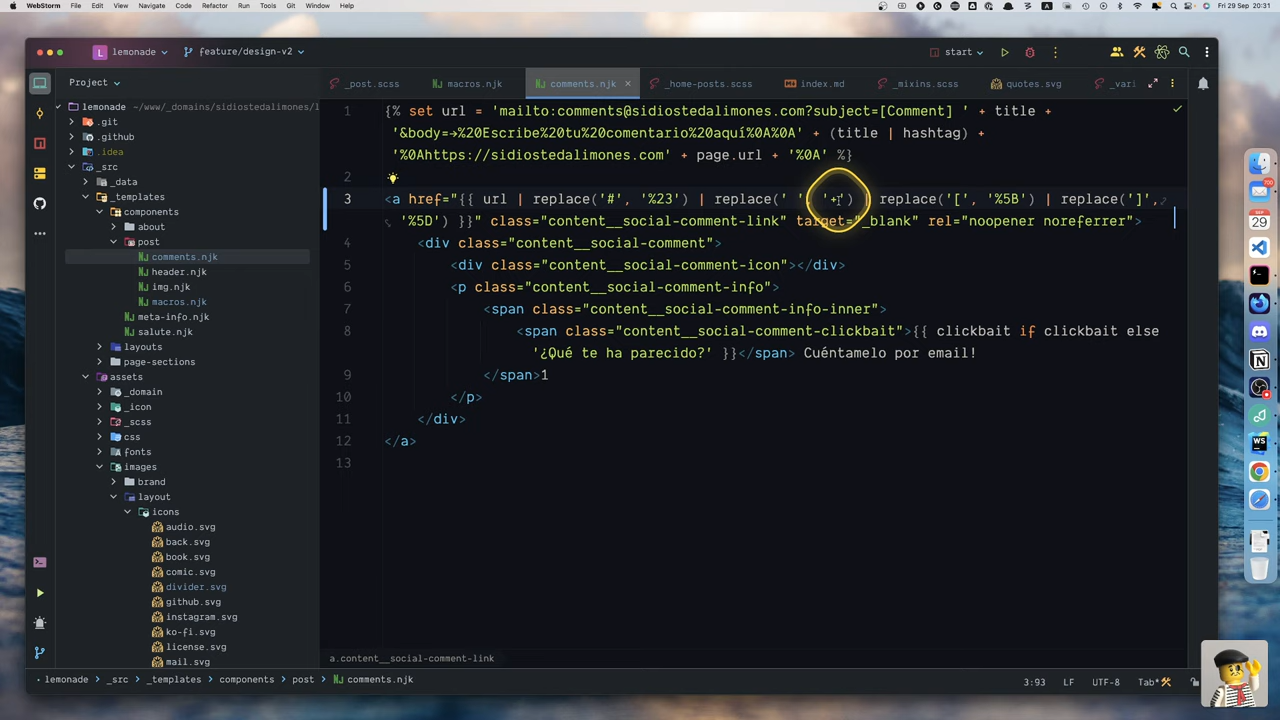 WebStorm File Edit View Navigate Code Refactor Run Tools Git Window Help
Fri 29 Sep 20:31
L lemonade feature/design-v2 start
Project
_post.scss macros.njk comments.njk _home-posts.scss index.md _mixins.scss quotes.svg _vari
lemonade ~/www/_domains/sidiostedalimones/l
.git
.github
.idea
_src
_data
_templates
components
about
post
comments.njk
header.njk
img.njk
macros.njk
meta-info.njk
salute.njk
layouts
page-sections
assets
_domain
_icon
_scss
css
fonts
images
brand
layout
icons
audio.svg
back.svg
book.svg
comic.svg
divider.svg
github.svg
instagram.svg
ko-fi.svg
license.svg
mail.svg
1 {% set url = 'mailto:comments@sidiostedalimones.com?subject=[Comment] ' + title +
'&body=→%20Escribe%20tu%20comentario%20aquí%0A%0A' + (title | hashtag) +
'%0Ahttps://sidiostedalimones.com' + page.url + '%0A' %}
2
3 <a href="{{ url | replace('#', '%23') | replace(' ', '+') | replace('[', '%5B') | replace(']',
'%5D') }}" class="content__social-comment-link" target="_blank" rel="noopener noreferrer">
4 <div class="content__social-comment">
5 <div class="content__social-comment-icon"></div>
6 <p class="content__social-comment-info">
7 <span class="content__social-comment-info-inner">
8 <span class="content__social-comment-clickbait">{{ clickbait if clickbait else
'¿Qué te ha parecido?' }}</span> Cuéntamelo por email!
9 </span>1
10 </p>
11 </div>
12 </a>
13
a.content__social-comment-link
lemonade _src _templates components post comments.njk
3:93 LF UTF-8 Tab*
700
SEP
29
WS